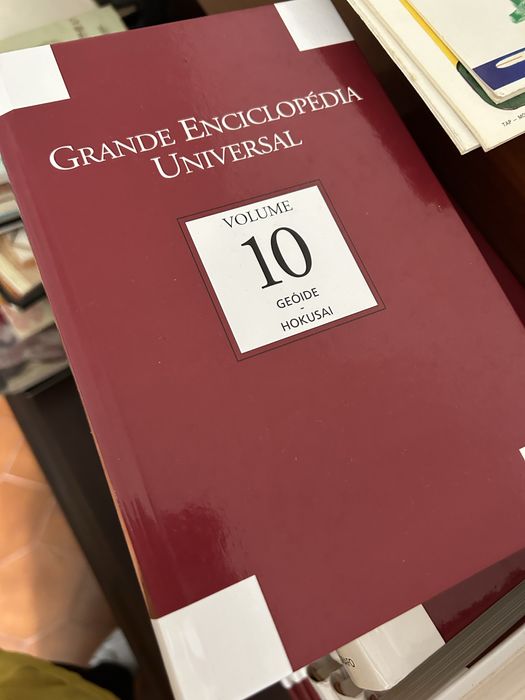 GRANDE ENCICLOPÉDIA
UNIVERSAL
VOLUME
10
GEÓIDE
-
HOKUSAI